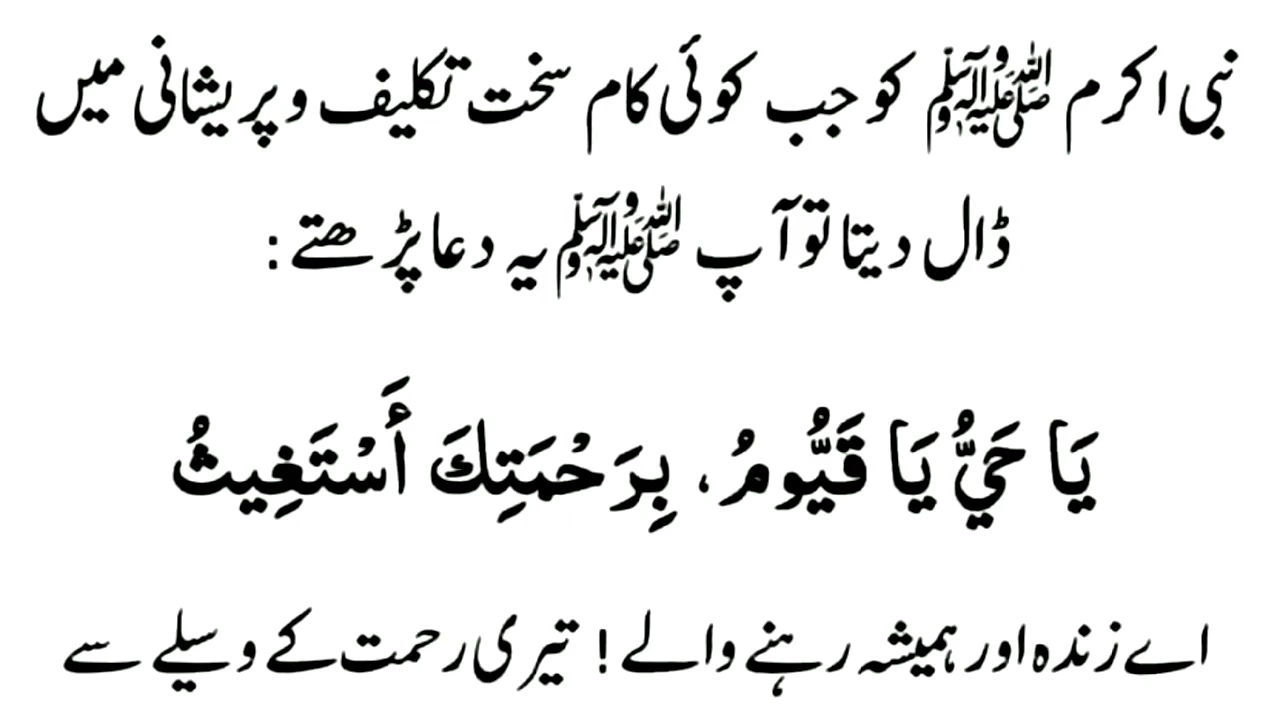 نبی اکرم ﷺ کو جب کوئی کام سخت تکلیف و پریشانی میں
ڈال دیتا تو آپ ﷺ یہ دعا پڑھتے :
يَا حَيُّ يَا قَيُّومُ، بِرَحْمَتِكَ أَسْتَغِيثُ
اے زندہ اور ہمیشہ رہنے والے ! تیری رحمت کے وسیلے سے